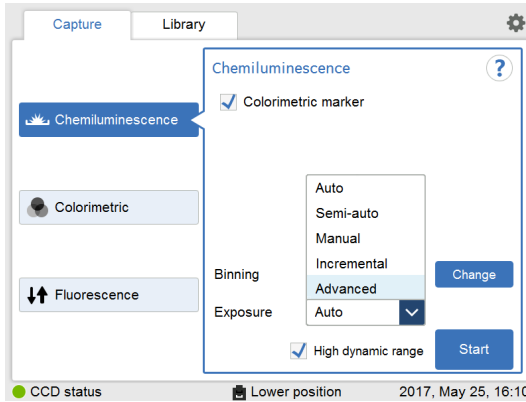 Capture
Library
Chemiluminescence
?
Colorimetric marker
Chemiluminescence
Colorimetric
Fluorescence
Auto
Semi-auto
Manual
Incremental
Advanced
Binning
Change
Exposure
Auto
High dynamic range
Start
CCD status
Lower position
2017, May 25, 16:10